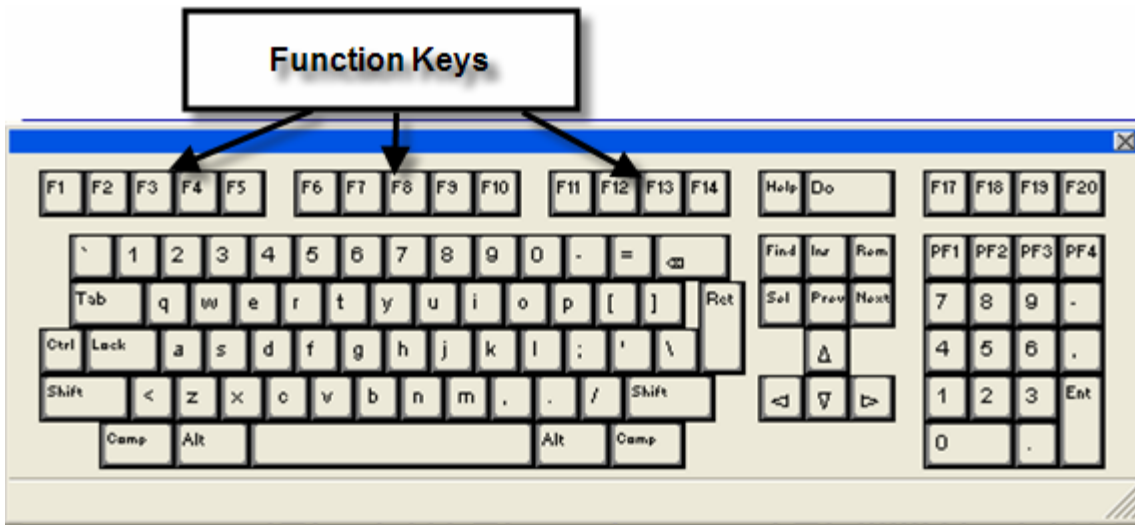 Function Keys
F1 F2 F3 F4 F5 F6 F7 F8 F9 F10 F11 F12 F13 F14 Help Do F17 F18 F19 F20
` 1 2 3 4 5 6 7 8 9 0 - = ⌫ Find Ins Rem PF1 PF2 PF3 PF4
Tab q w e r t y u i o p [ ] Ret Sel Prev Next 7 8 9 -
Ctrl Lock a s d f g h j k l ; ' \ 4 5 6 ,
Shift < z x c v b n m , . / Shift 1 2 3 Ent
Comp Alt Alt Comp 0 .